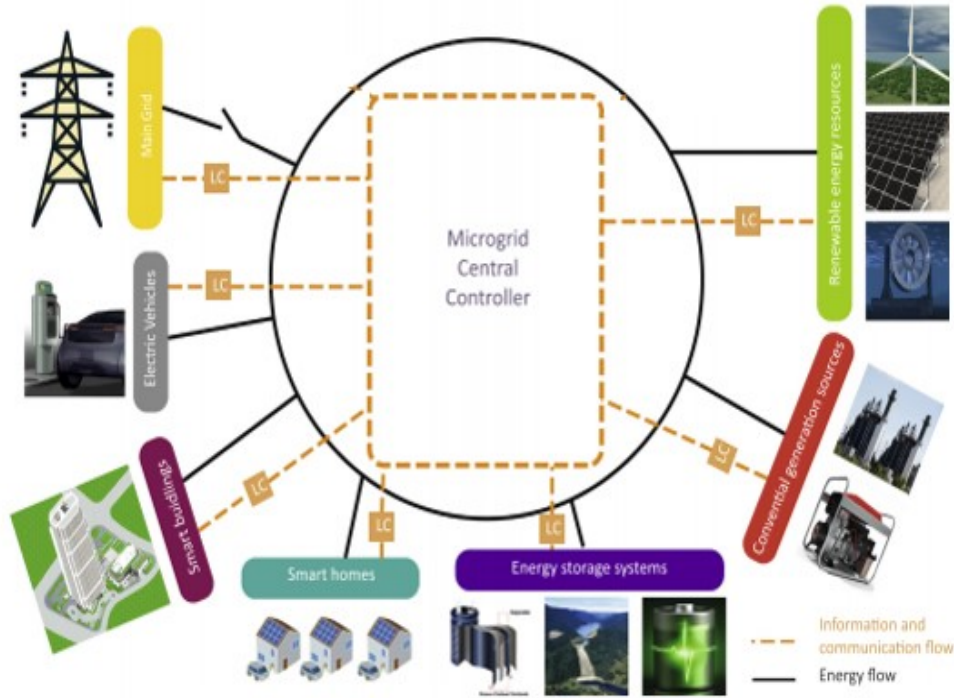 Main Grid
LC
Electric Vehicles
LC
Smart buildings
LC
Smart homes
LC
Energy storage systems
LC
Convential generation sources
LC
Renewable energy resources
LC
Microgrid
Central
Controller
Information and
communication flow
Energy flow